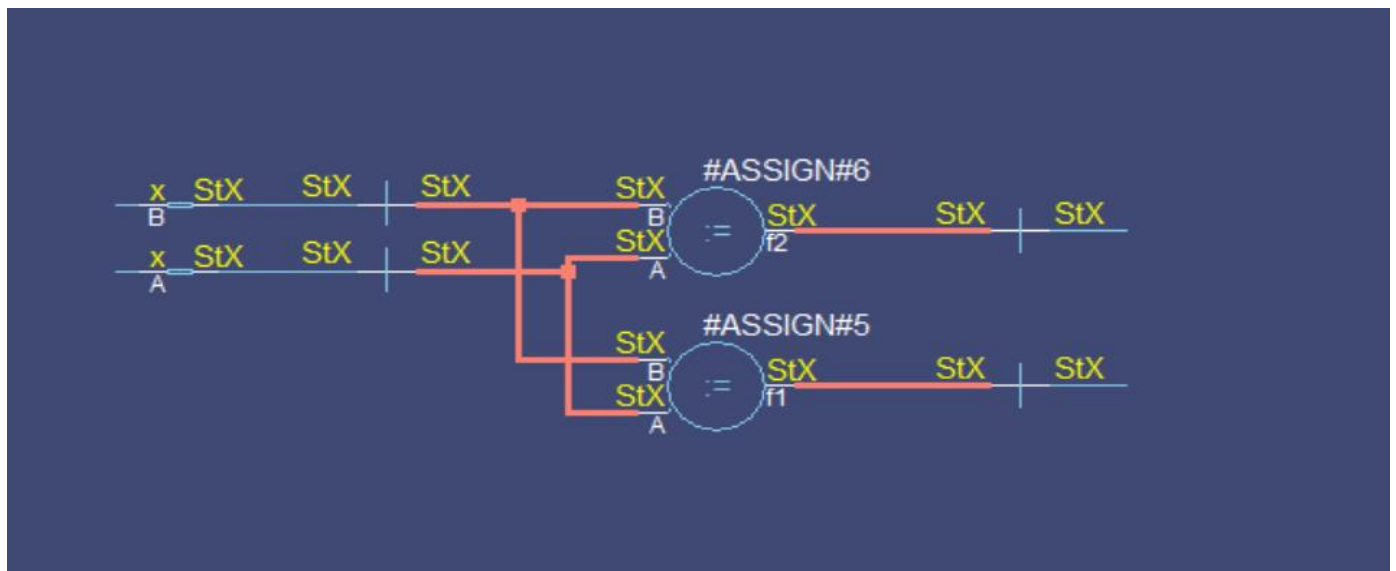 #ASSIGN#6
x StX StX StX StX
B B := StX StX StX
x StX StX StX StX f2
A A
#ASSIGN#5
StX
B := StX StX StX
StX f1
A